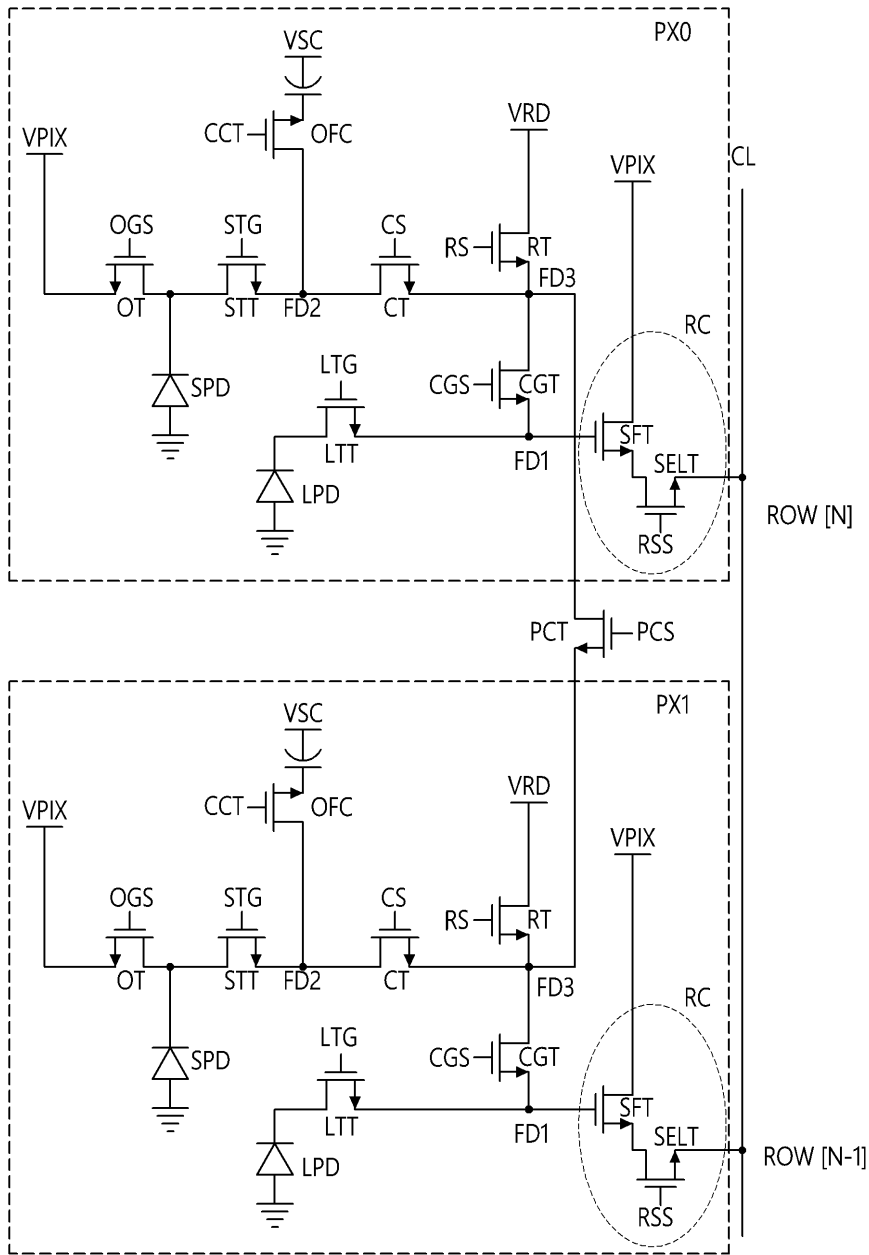 PX0
VSC
CCT
OFC
VRD
VPIX
VPIX
CL
OGS
STG
CS
RS
RT
FD3
OT
STT
FD2
CT
RC
LTG
CGS
CGT
SPD
SFT
LTT
FD1
SELT
LPD
ROW [N]
RSS
PCT
PCS
PX1
VSC
CCT
OFC
VRD
VPIX
VPIX
OGS
STG
CS
RS
RT
OT
STT
FD2
CT
FD3
RC
LTG
CGS
CGT
SPD
SFT
LTT
FD1
SELT
LPD
ROW [N-1]
RSS